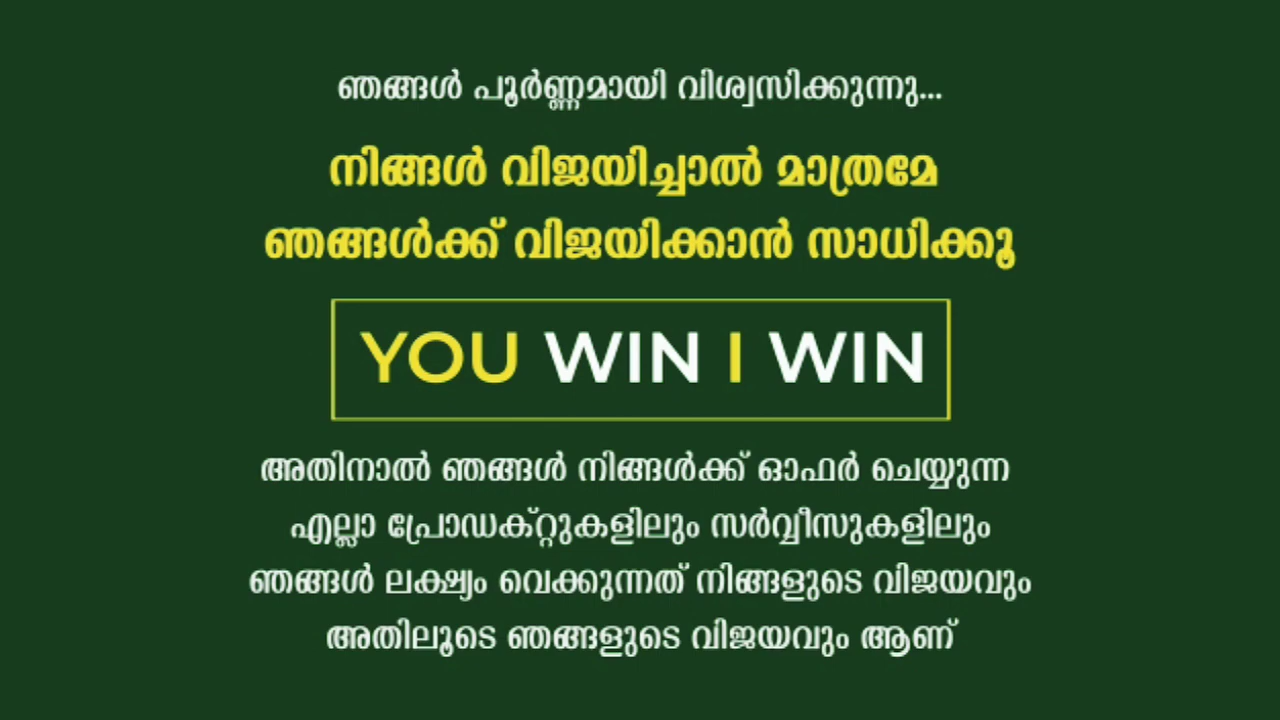 ഞങ്ങൾ പൂർണ്ണമായി വിശ്വസിക്കുന്നു...
നിങ്ങൾ വിജയിച്ചാൽ മാത്രമേ
ഞങ്ങൾക്ക് വിജയിക്കാൻ സാധിക്കൂ
YOU WIN I WIN
അതിനാൽ ഞങ്ങൾ നിങ്ങൾക്ക് ഓഫർ ചെയ്യുന്ന
എല്ലാ പ്രോഡക്റ്റുകളിലും സർവ്വീസുകളിലും
ഞങ്ങൾ ലക്ഷ്യം വെക്കുന്നത് നിങ്ങളുടെ വിജയവും
അതിലൂടെ ഞങ്ങളുടെ വിജയവും ആണ്